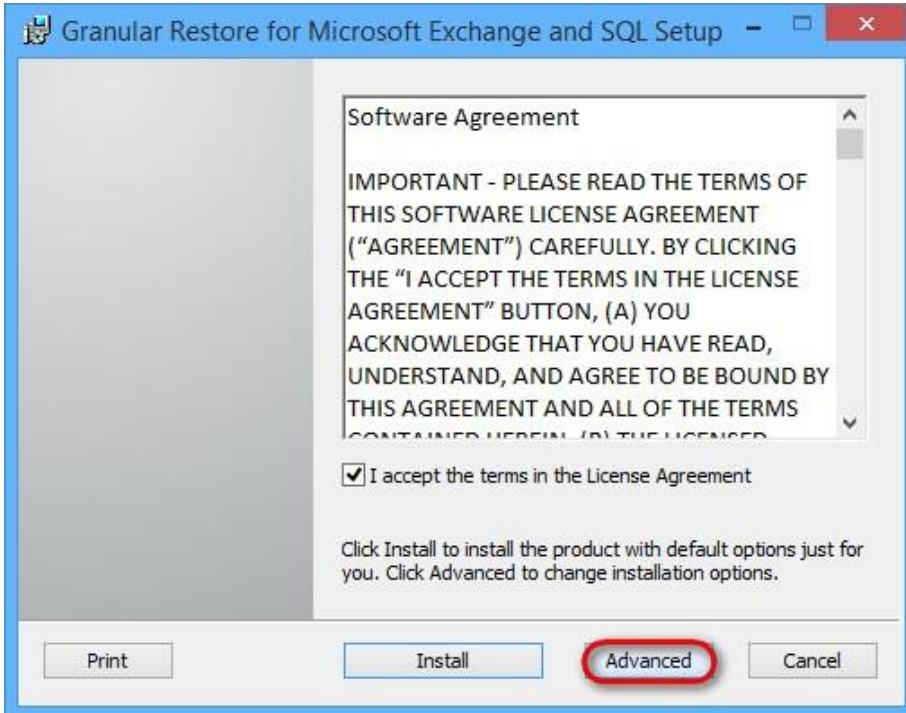 Granular Restore for Microsoft Exchange and SQL Setup
Software Agreement
IMPORTANT - PLEASE READ THE TERMS OF
THIS SOFTWARE LICENSE AGREEMENT
(“AGREEMENT”) CAREFULLY. BY CLICKING
THE “I ACCEPT THE TERMS IN THE LICENSE
AGREEMENT” BUTTON, (A) YOU
ACKNOWLEDGE THAT YOU HAVE READ,
UNDERSTAND, AND AGREE TO BE BOUND BY
THIS AGREEMENT AND ALL OF THE TERMS
CONTAINED HEREIN, (B) THE LICENSED
I accept the terms in the License Agreement
Click Install to install the product with default options just for
you. Click Advanced to change installation options.
Print Install Advanced Cancel